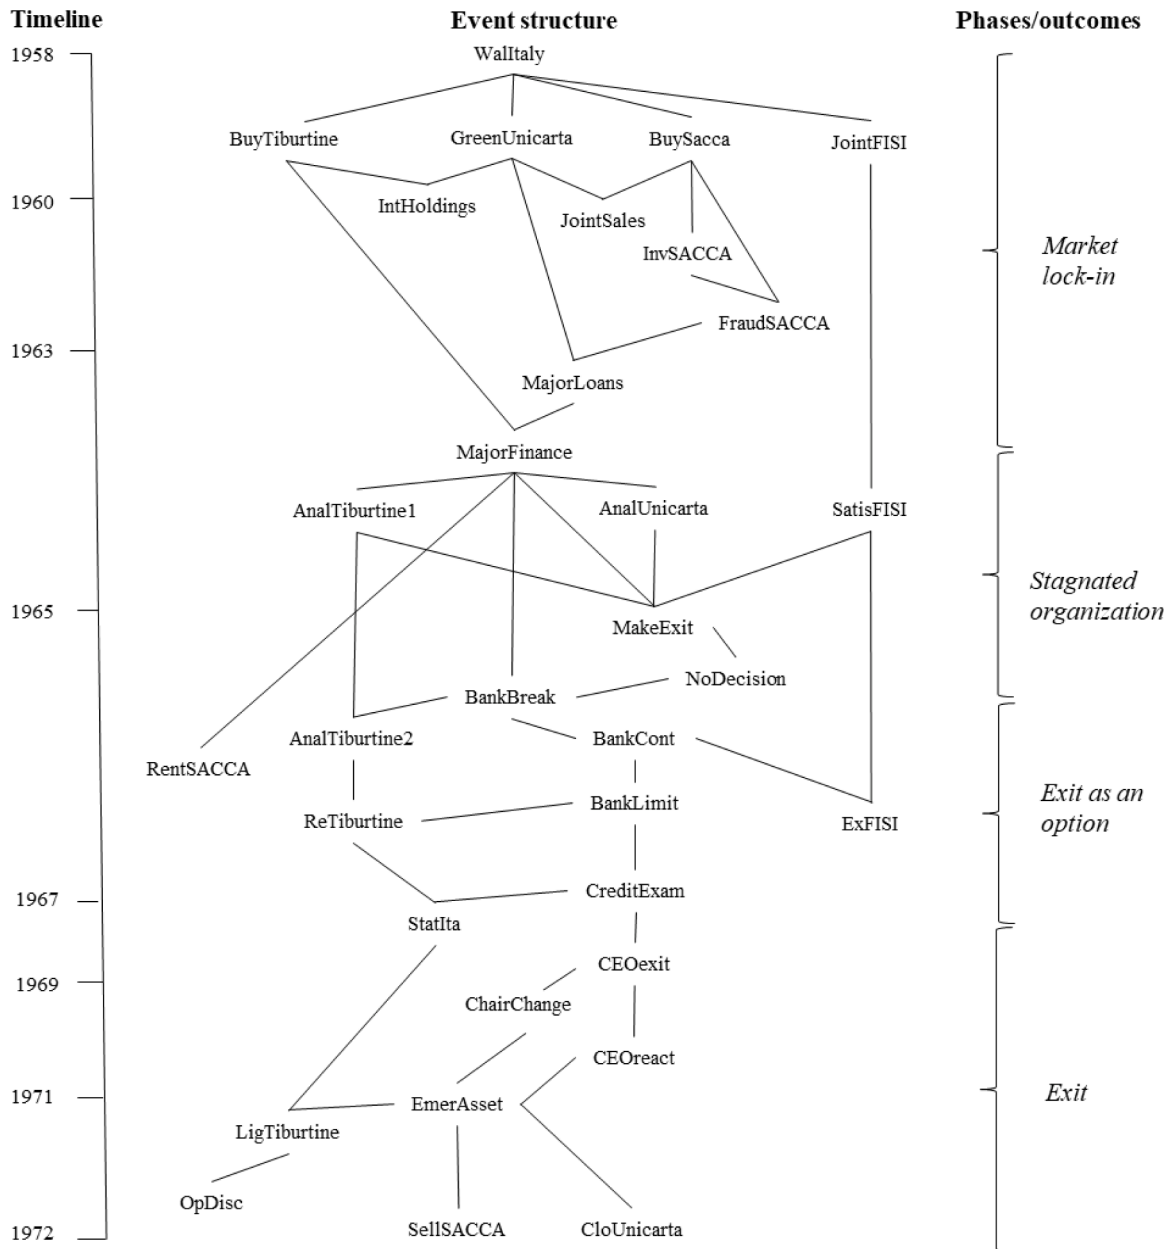 Timeline Event structure Phases/outcomes
1958
WalItaly
BuyTiburtine GreenUnicarta BuySacca JointFISI
1960
IntHoldings JointSales
InvSACCA
Market
lock-in
FraudSACCA
1963
MajorLoans
MajorFinance
AnalTiburtine1 AnalUnicarta SatisFISI
Stagnated
organization
1965
MakeExit
NoDecision
BankBreak
AnalTiburtine2 BankCont
RentSACCA
BankLimit
Exit as an
option
ReTiburtine ExFISI
CreditExam
1967
StatIta
CEOexit
1969
ChairChange
CEOreact
1971
EmerAsset
Exit
LigTiburtine
OpDisc
SellSACCA CloUnicarta
1972